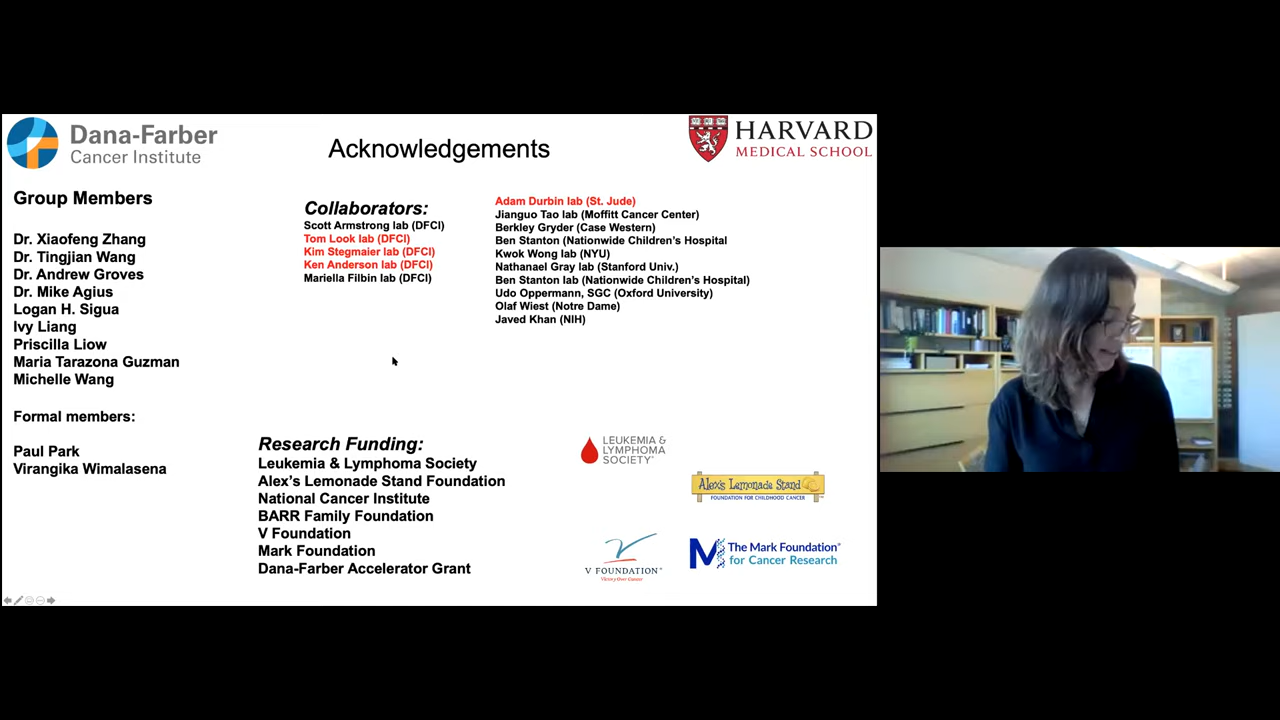 Dana-Farber
Cancer Institute
Acknowledgements
HARVARD
MEDICAL SCHOOL
Group Members
Dr. Xiaofeng Zhang
Dr. Tingjian Wang
Dr. Andrew Groves
Dr. Mike Agius
Logan H. Sigua
Ivy Liang
Priscilla Liow
Maria Tarazona Guzman
Michelle Wang
Formal members:
Paul Park
Virangika Wimalasena
Collaborators:
Scott Armstrong lab (DFCI)
Tom Look lab (DFCI)
Kim Stegmaier lab (DFCI)
Ken Anderson lab (DFCI)
Mariella Filbin lab (DFCI)
Adam Durbin lab (St. Jude)
Jianguo Tao lab (Moffitt Cancer Center)
Berkley Gryder (Case Western)
Ben Stanton (Nationwide Children's Hospital
Kwok Wong lab (NYU)
Nathanael Gray lab (Stanford Univ.)
Ben Stanton lab (Nationwide Children's Hospital)
Udo Oppermann, SGC (Oxford University)
Olaf Wiest (Notre Dame)
Javed Khan (NIH)
Research Funding:
Leukemia & Lymphoma Society
Alex's Lemonade Stand Foundation
National Cancer Institute
BARR Family Foundation
V Foundation
Mark Foundation
Dana-Farber Accelerator Grant
LEUKEMIA &
LYMPHOMA
SOCIETY®
Alex's Lemonade Stand
FOUNDATION FOR CHILDHOOD CANCER
V FOUNDATION®
Victory Over Cancer
The Mark Foundation®
for Cancer Research